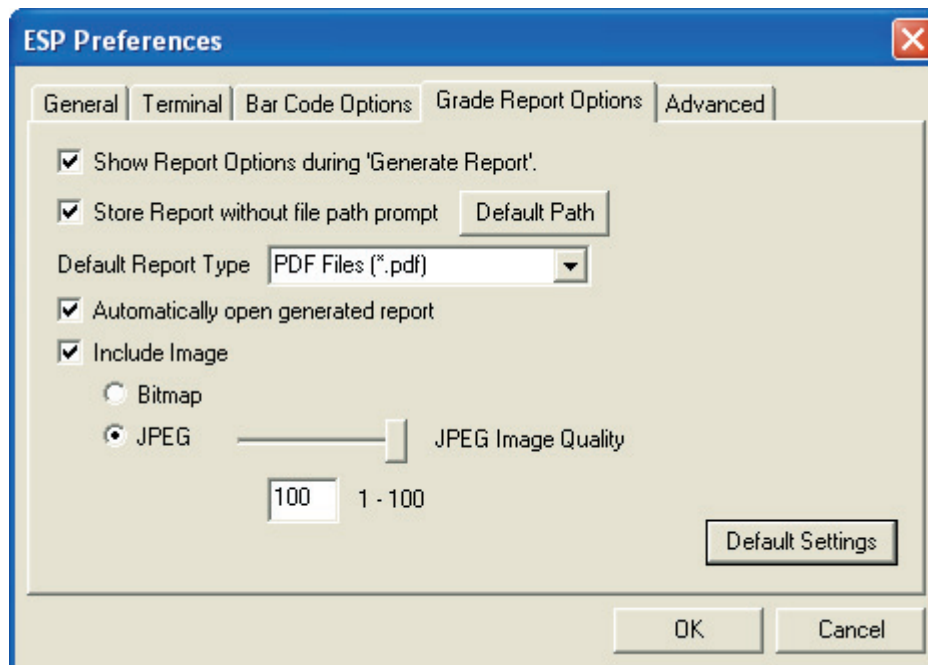 ESP Preferences
General Terminal Bar Code Options Grade Report Options Advanced
Show Report Options during 'Generate Report'.
Store Report without file path prompt Default Path
Default Report Type PDF Files (*.pdf)
Automatically open generated report
Include Image
Bitmap
JPEG JPEG Image Quality
100 1 - 100
Default Settings
OK Cancel